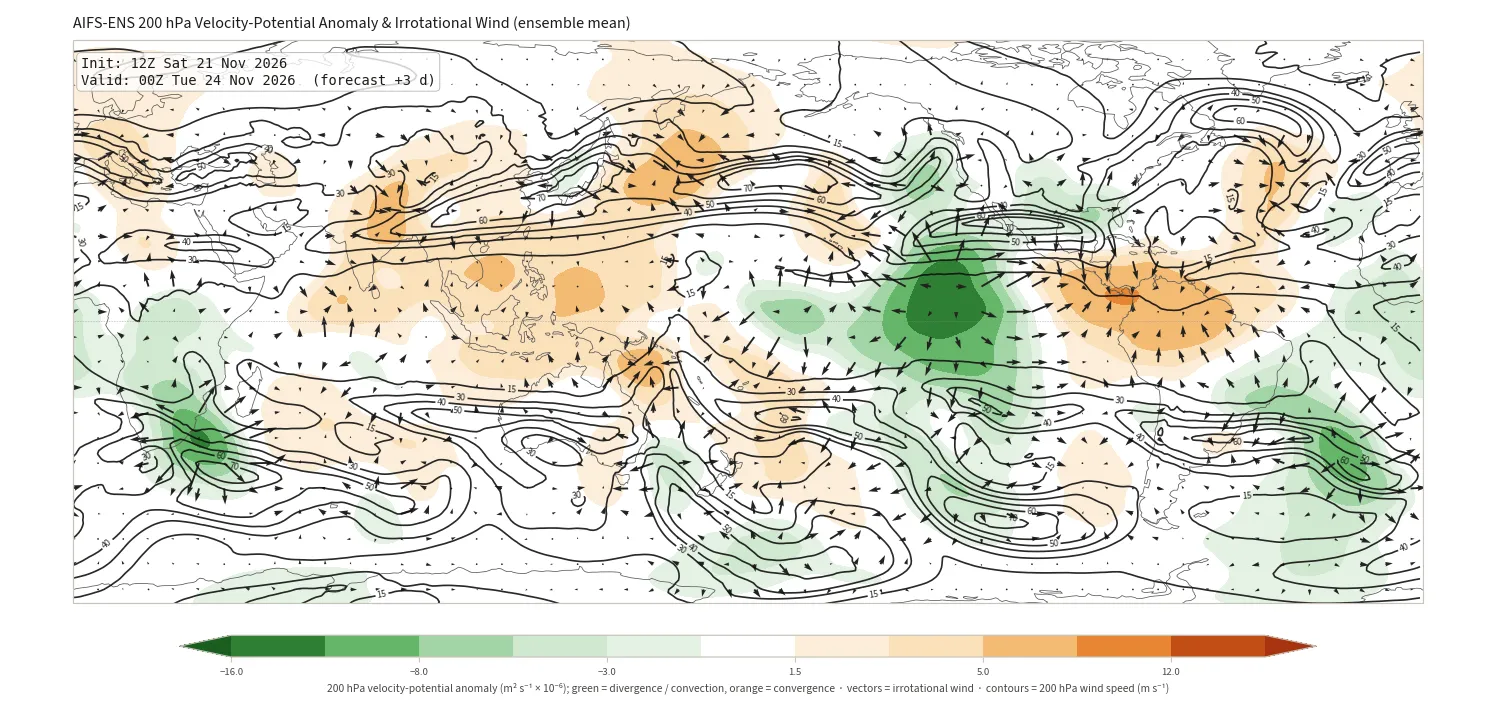 AIFS-ENS 200 hPa Velocity-Potential Anomaly & Irrotational Wind (ensemble mean)
Init: 12Z Sat 21 Nov 2026
Valid: 00Z Tue 24 Nov 2026 (forecast +3 d)
−16.0 −8.0 −3.0 1.5 5.0 12.0
200 hPa velocity-potential anomaly (m² s⁻¹ × 10⁻⁶); green = divergence / convection, orange = convergence · vectors = irrotational wind · contours = 200 hPa wind speed (m s⁻¹)